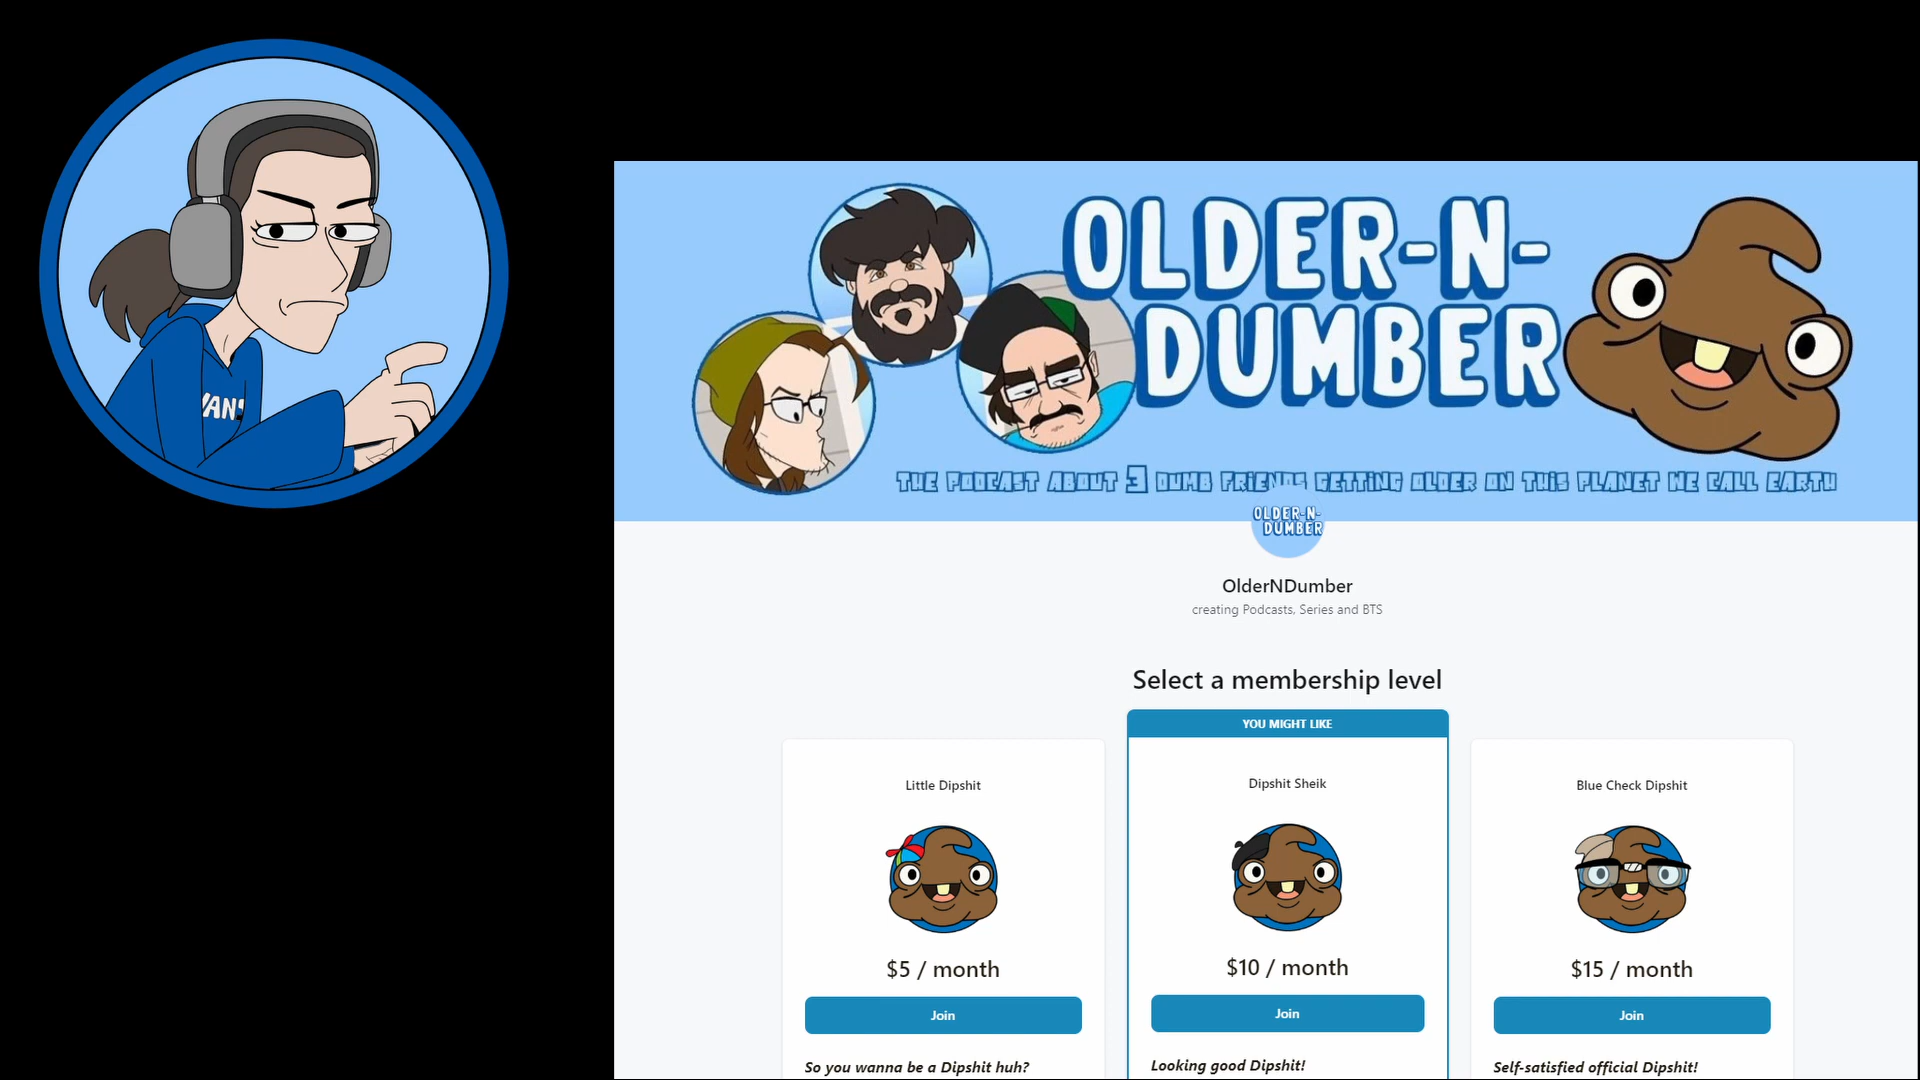 VANS
OLDER-N-
DUMBER
THE PODCAST ABOUT 3 DUMB FRIENDS GETTING OLDER ON THIS PLANET WE CALL EARTH
OLDER-N-
DUMBER
OlderNDumber
creating Podcasts, Series and BTS
Select a membership level
YOU MIGHT LIKE
Little Dipshit
Dipshit Sheik
Blue Check Dipshit
$5 / month
$10 / month
$15 / month
Join
Join
Join
So you wanna be a Dipshit huh?
Looking good Dipshit!
Self-satisfied official Dipshit!